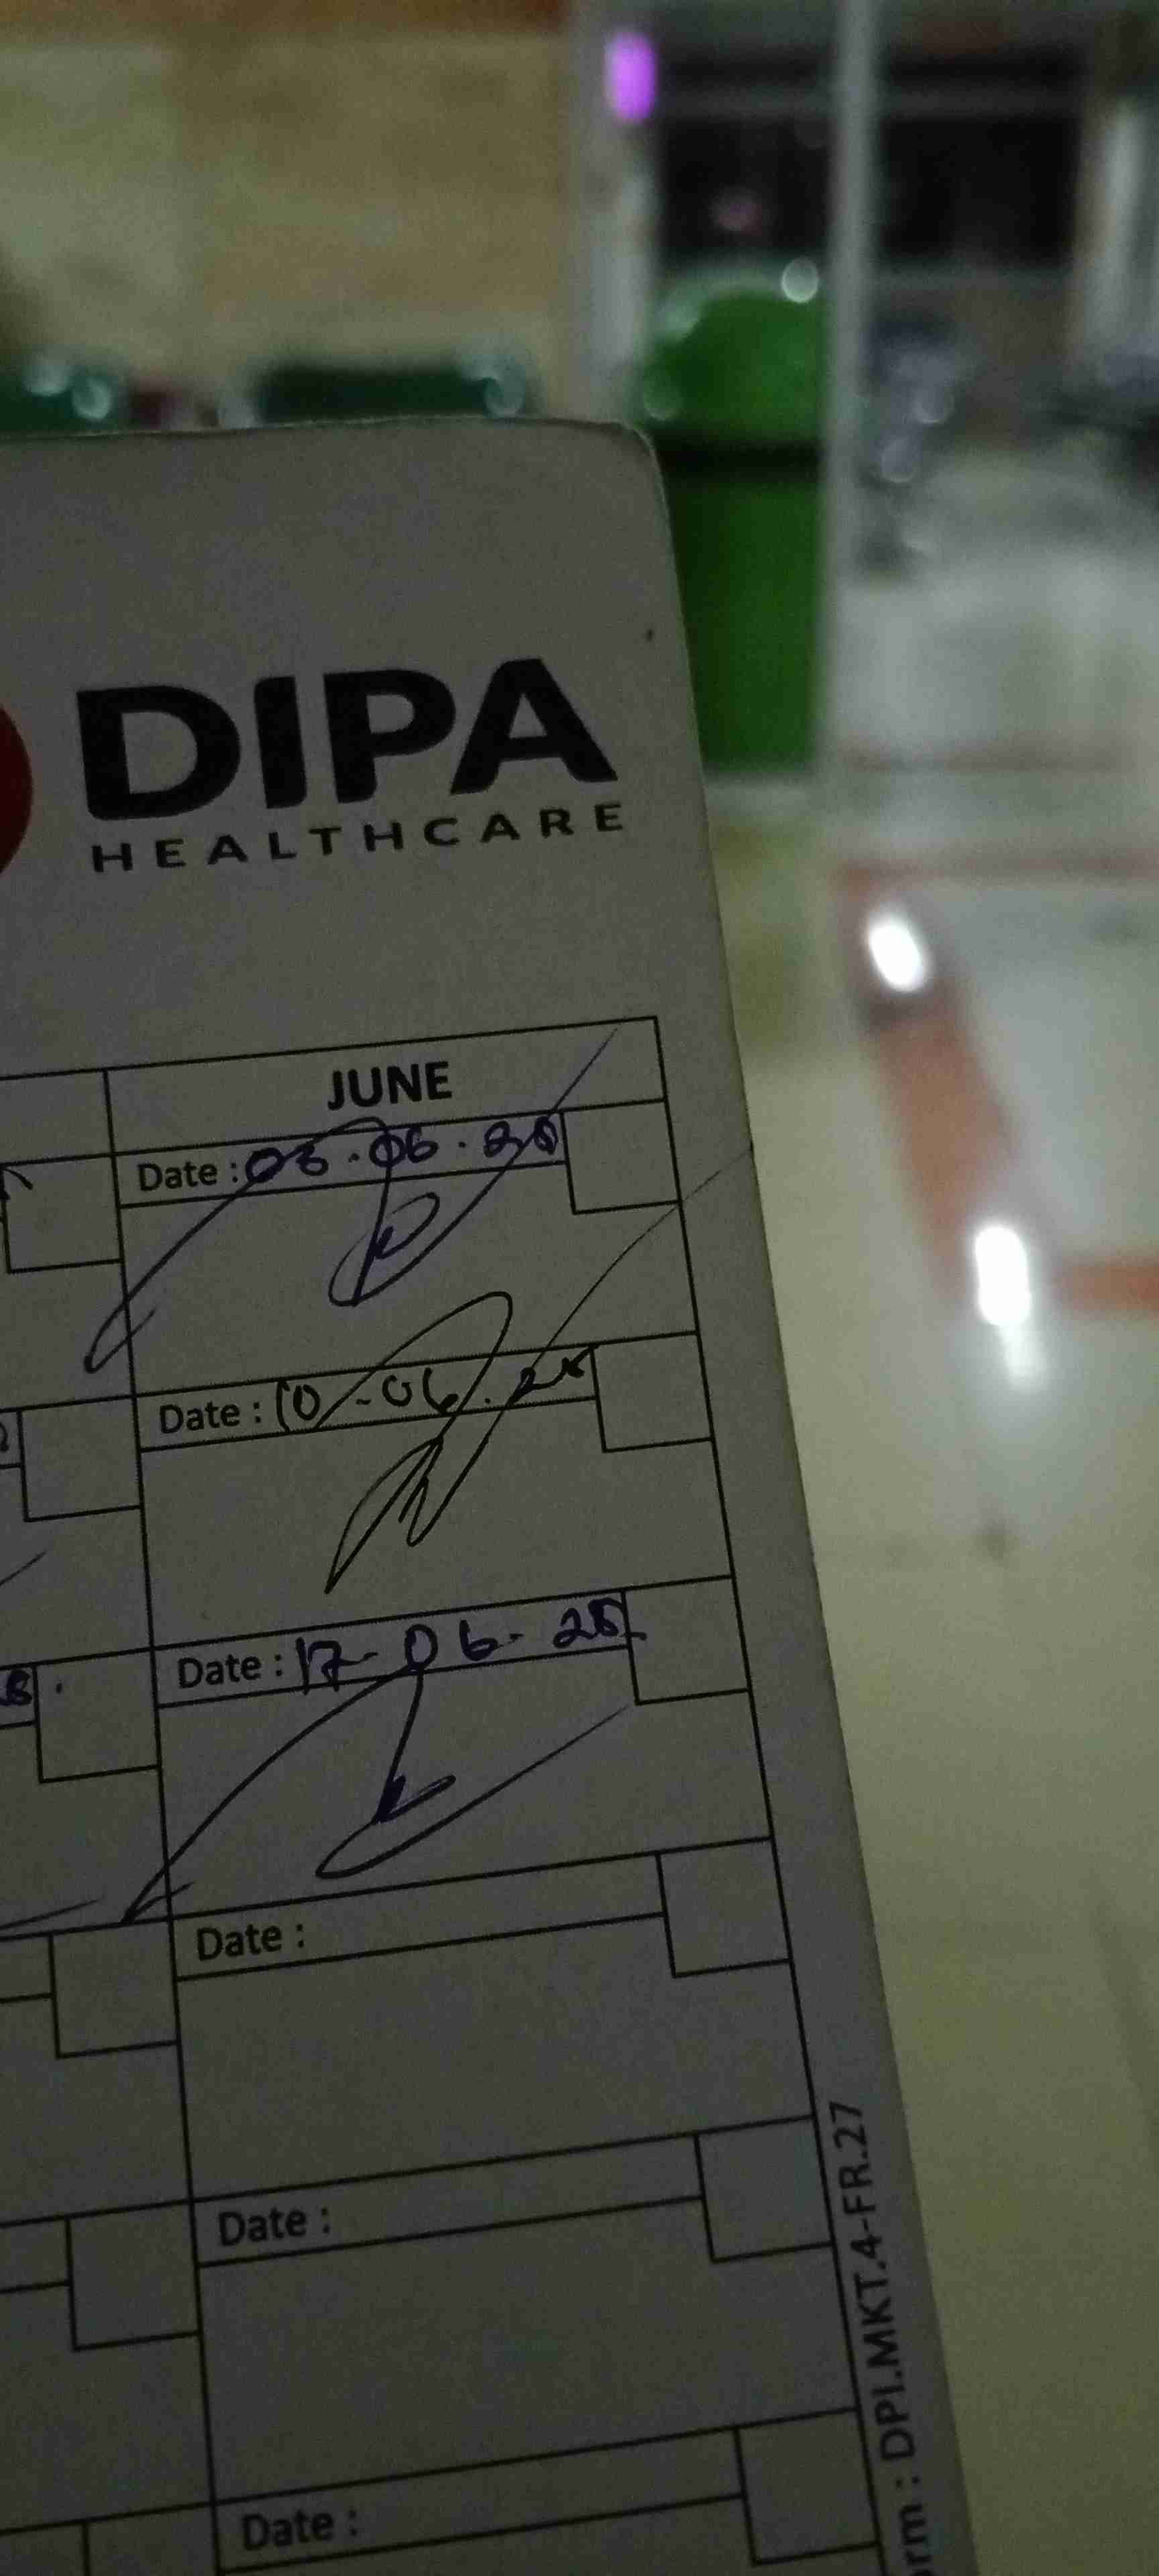 DIPA
HEALTHCARE
JUNE
Date : 03.06.25
Date : 10-06.25
Date : 17-06-25
Date :
Date :
Date :
orm : DPI.MKT.4-FR.27